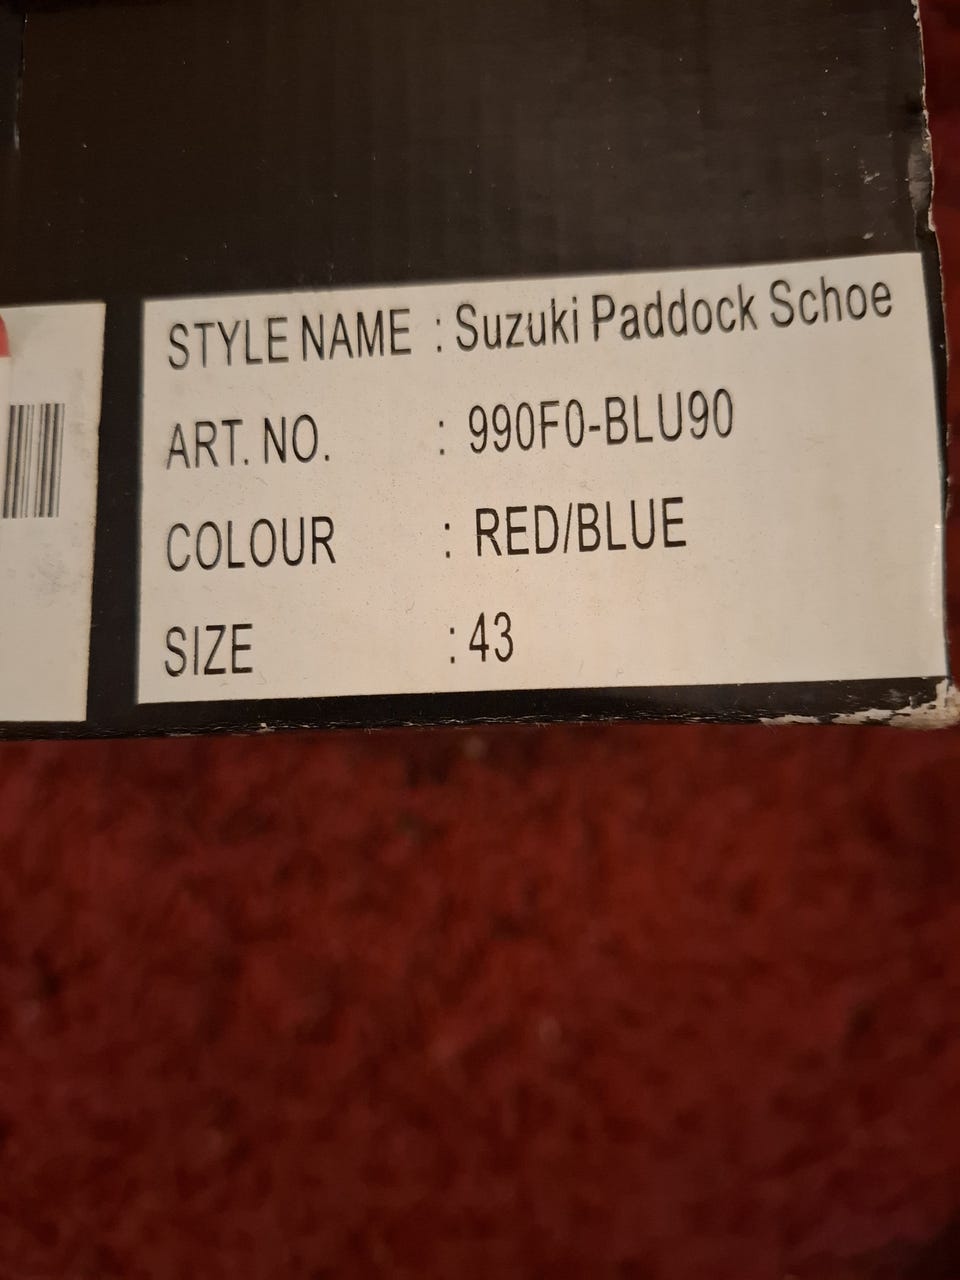 STYLE NAME : Suzuki Paddock Schoe
ART. NO. : 990F0-BLU90
COLOUR : RED/BLUE
SIZE : 43